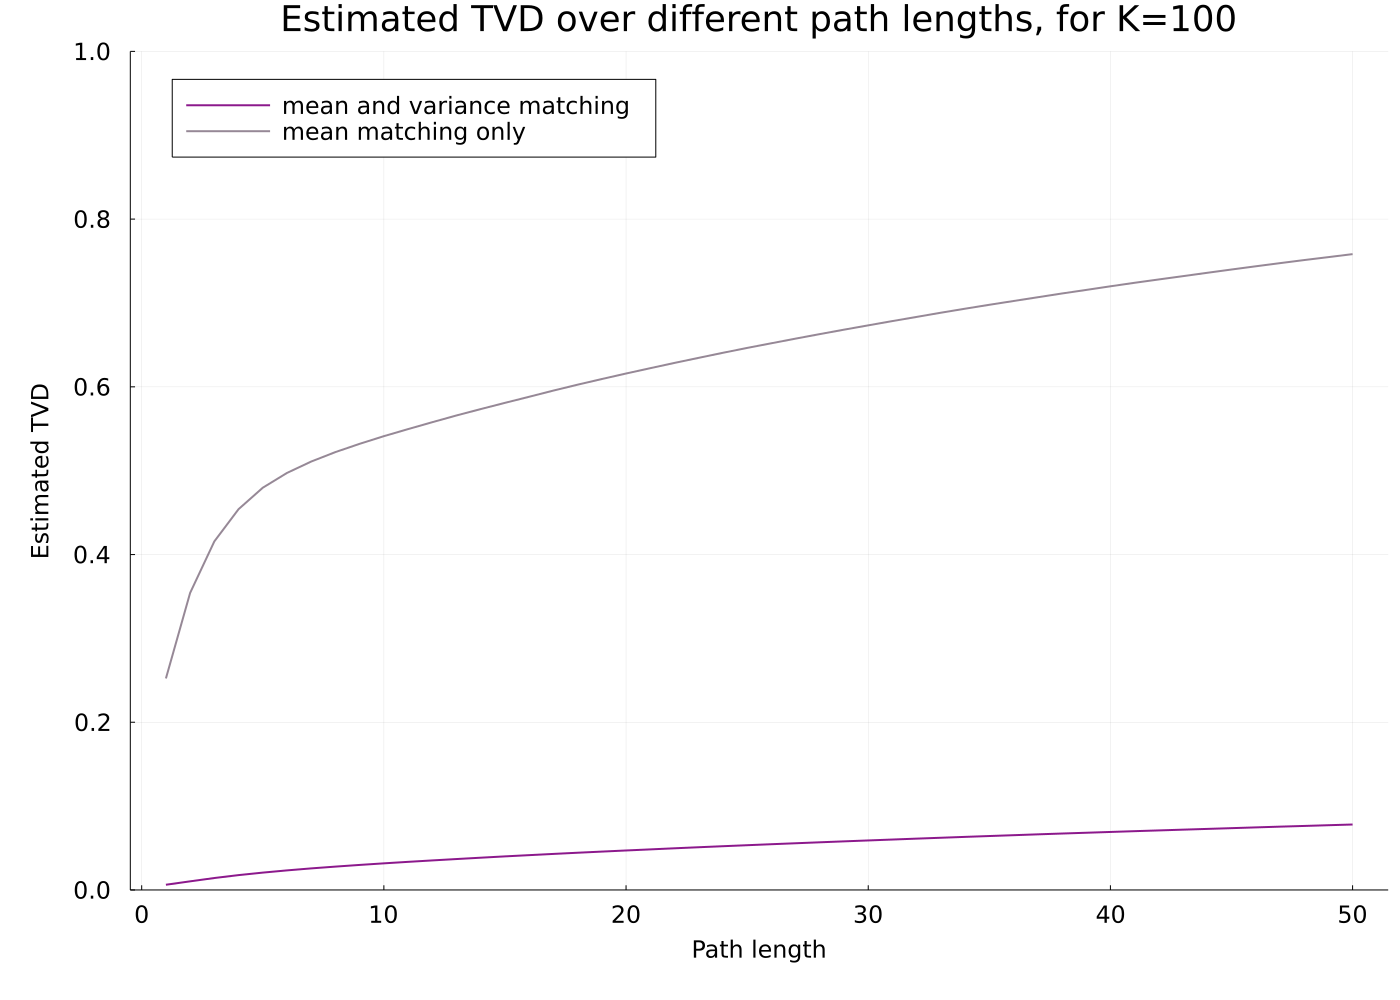 Estimated TVD over different path lengths, for K=100
1.0
mean and variance matching
mean matching only
0.8
0.6
Estimated TVD
0.4
0.2
0.0
0 10 20 30 40 50
Path length